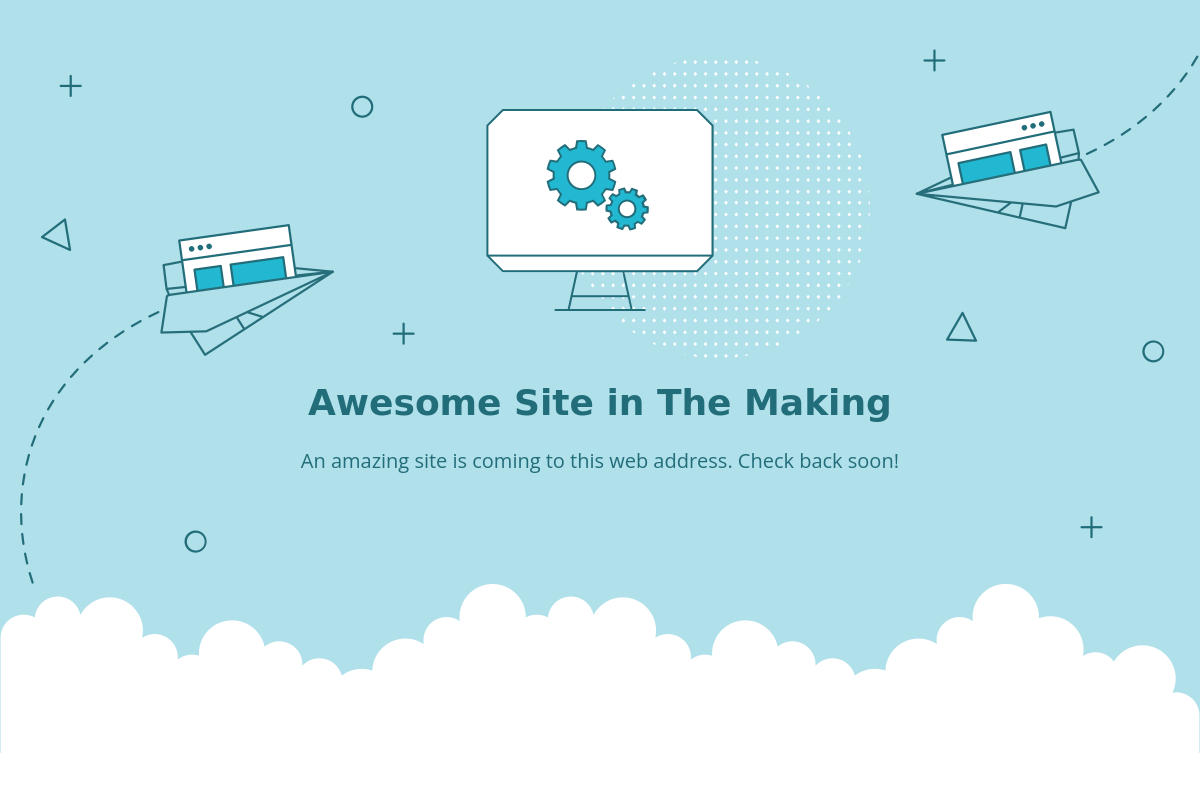 Awesome Site in The Making
An amazing site is coming to this web address. Check back soon!